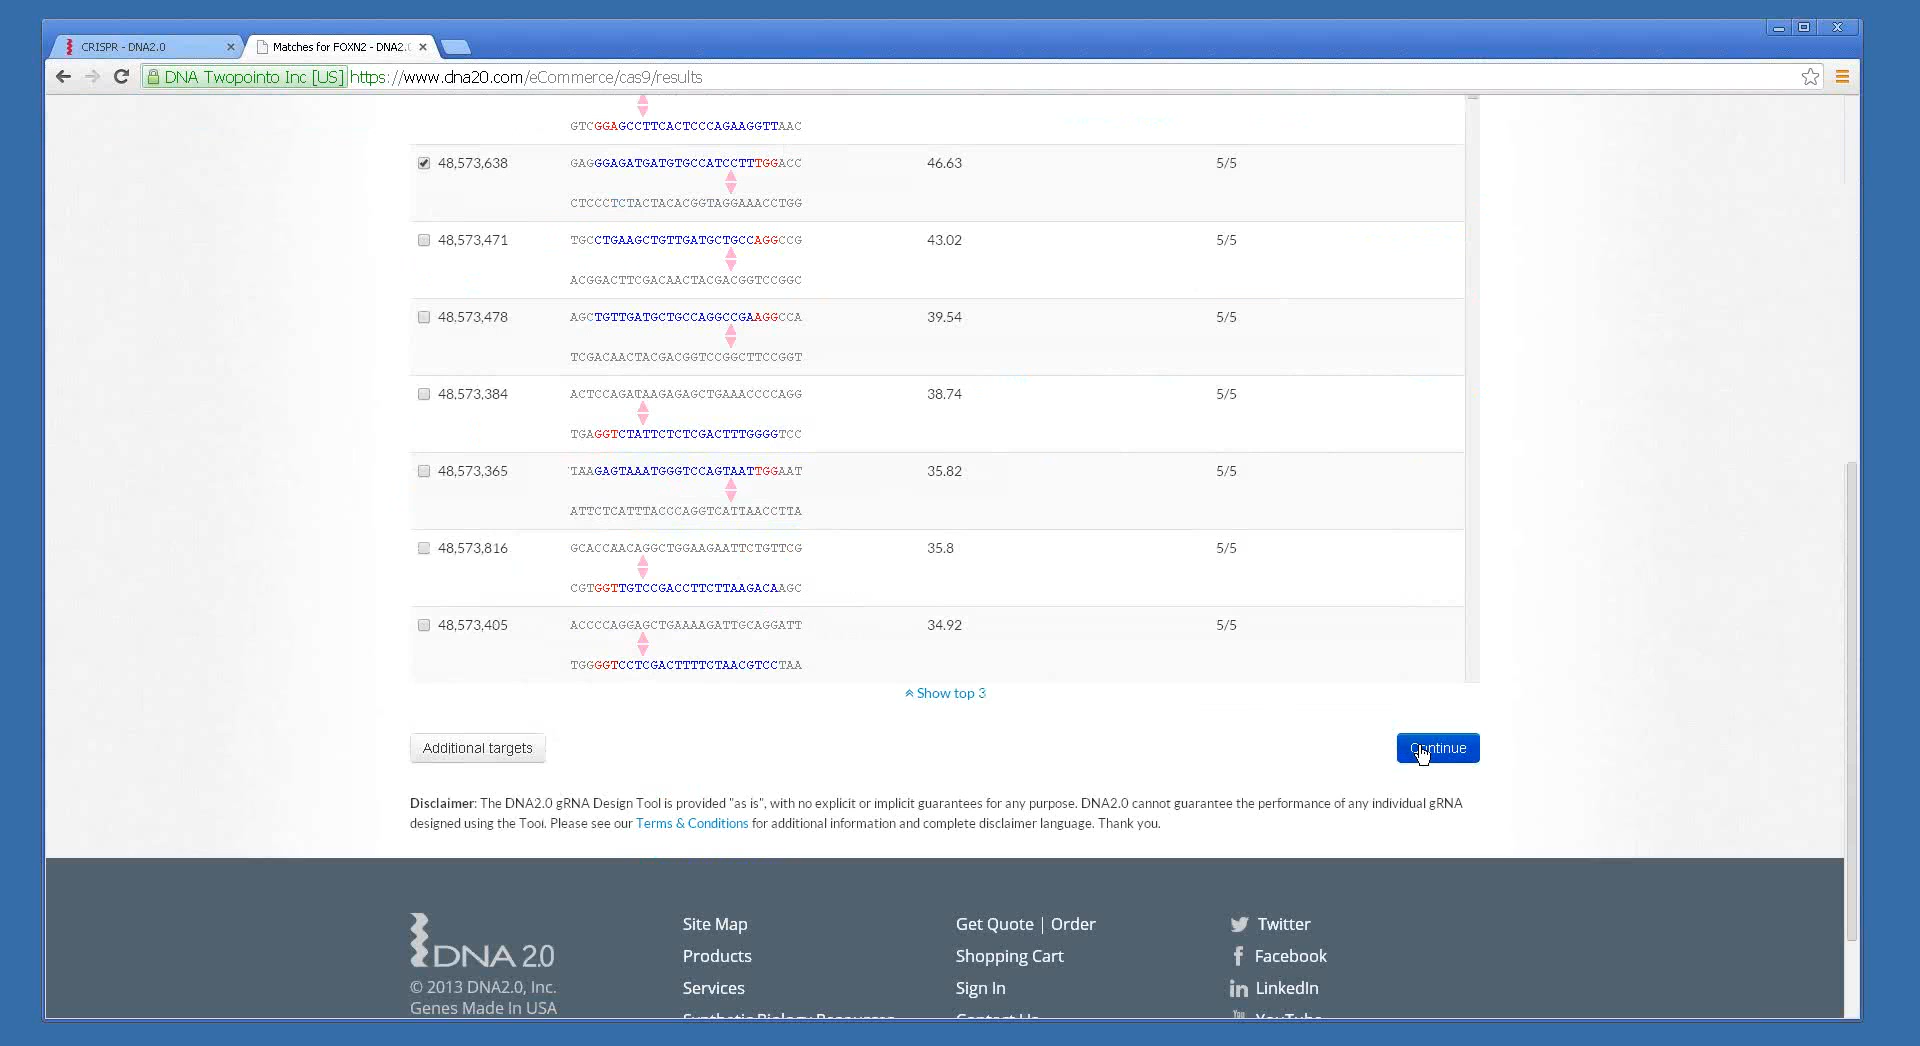 CRISPR - DNA2.0
Matches for FOXN2 - DNA2.0
DNA Twopointo Inc [US] https://www.dna20.com/eCommerce/cas9/results
GTCGGAGCCTTCACTCCCAGAAGGTTAAC
48,573,638 GAGGGAGATGATGTGCCATCCTTTGGACC 46.63 5/5
CTCCCTCTACTACACGGTAGGAAACCTGG
48,573,471 TGCCTGAAGCTGTTGATGCTGCCAGGCCG 43.02 5/5
ACGGACTTCGACAACTACGACGGTCCGGC
48,573,478 AGCTGTTGATGCTGCCAGGCCGAAGGCCA 39.54 5/5
TCGACAACTACGACGGTCCGGCTTCCGGT
48,573,384 ACTCCAGATAAGAGAGCTGAAACCCCAGG 38.74 5/5
TGAGGTCTATTCTCTCGACTTTGGGGTCC
48,573,365 TAAGAGTAAATGGGTCCAGTAATTGGAAT 35.82 5/5
ATTCTCATTTACCCAGGTCATTAACCTTA
48,573,816 GCACCAACAGGCTGGAAGAATTCTGTTCG 35.8 5/5
CGTGGTTGTCCGACCTTCTTAAGACAAGC
48,573,405 ACCCCAGGAGCTGAAAAGATTGCAGGATT 34.92 5/5
TGGGGTCCTCGACTTTTCTAACGTCCTAA
Show top 3
Additional targets
Continue
Disclaimer: The DNA2.0 gRNA Design Tool is provided "as is", with no explicit or implicit guarantees for any purpose. DNA2.0 cannot guarantee the performance of any individual gRNA
designed using the Tool. Please see our Terms & Conditions for additional information and complete disclaimer language. Thank you.
DNA 2.0
© 2013 DNA2.0, Inc.
Genes Made In USA
Site Map
Products
Services
Synthetic Biology Resources
Get Quote | Order
Shopping Cart
Sign In
Contact Us
Twitter
Facebook
LinkedIn
YouTube